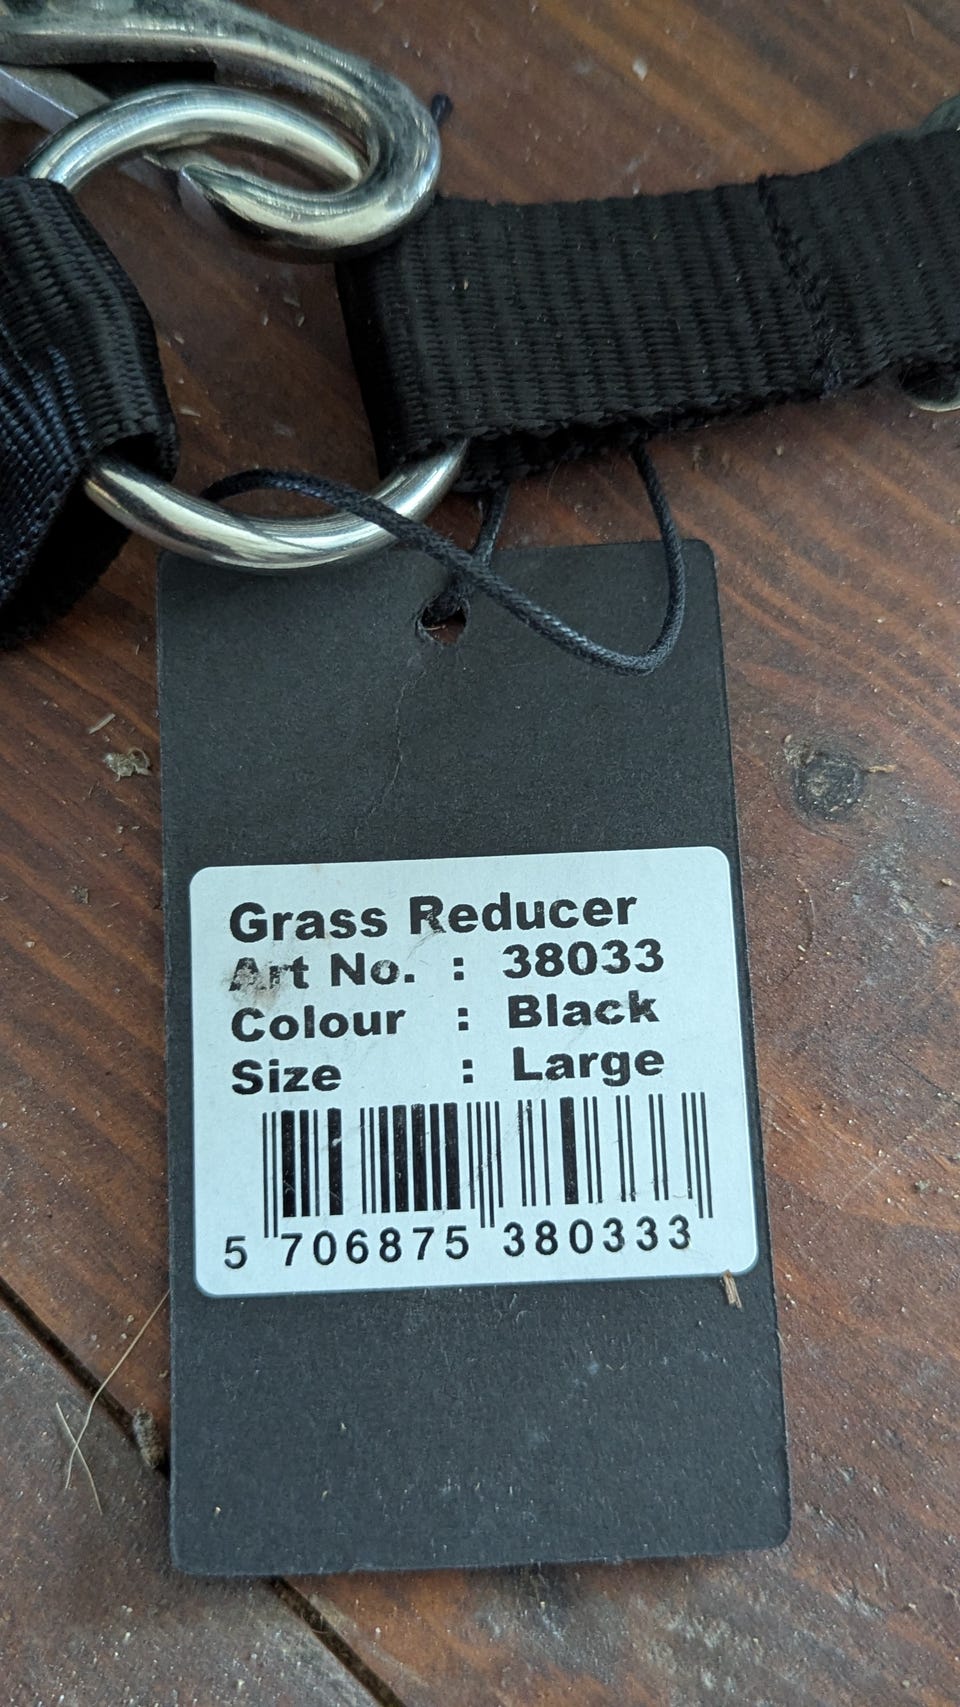 Grass Reducer
Art No. : 38033
Colour : Black
Size : Large
5 706875 380333